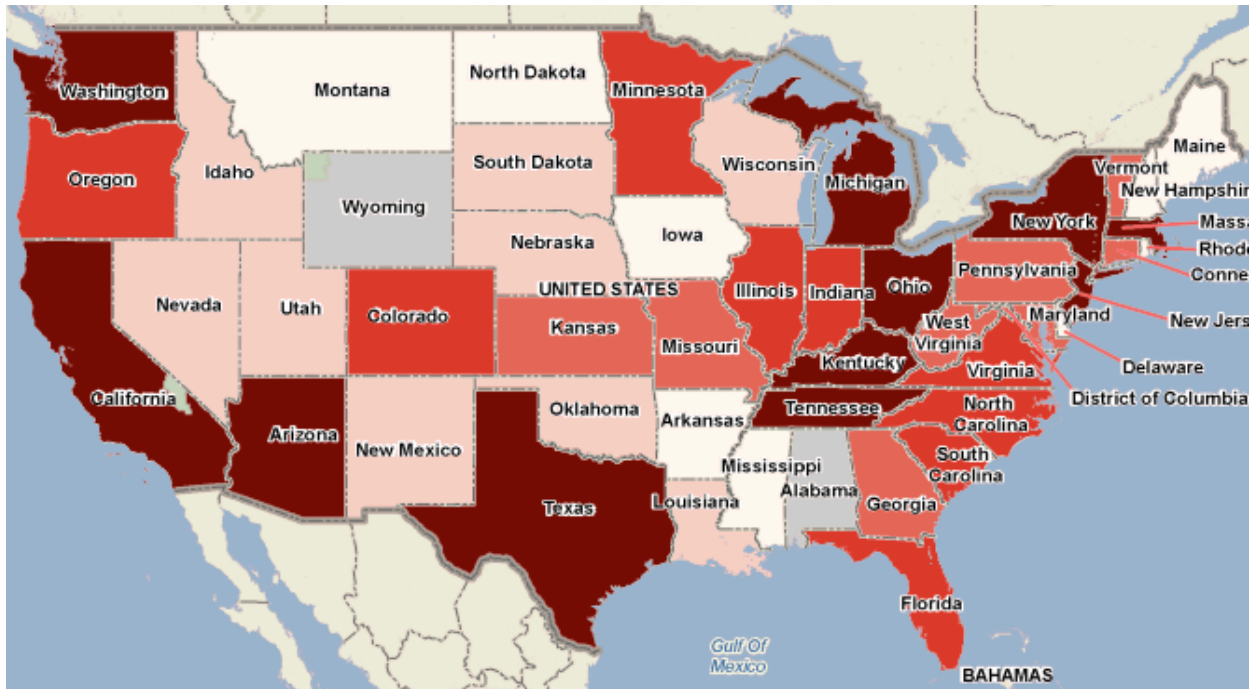 Washington
Montana
North Dakota
Minnesota
Maine
Vermont
New Hampshir
Oregon
Idaho
South Dakota
Wisconsin
Michigan
New York
Massa
Wyoming
Rhode
Iowa
Nebraska
Pennsylvania
Conne
Nevada
Utah
UNITED STATES
Illinois
Indiana
Ohio
Colorado
Kansas
Missouri
West
Virginia
Maryland
New Jers
Kentucky
Virginia
Delaware
California
Arizona
New Mexico
Oklahoma
Arkansas
Tennessee
North
Carolina
District of Columbia
South
Carolina
Texas
Louisiana
Mississippi
Alabama
Georgia
Florida
Gulf Of
Mexico
BAHAMAS